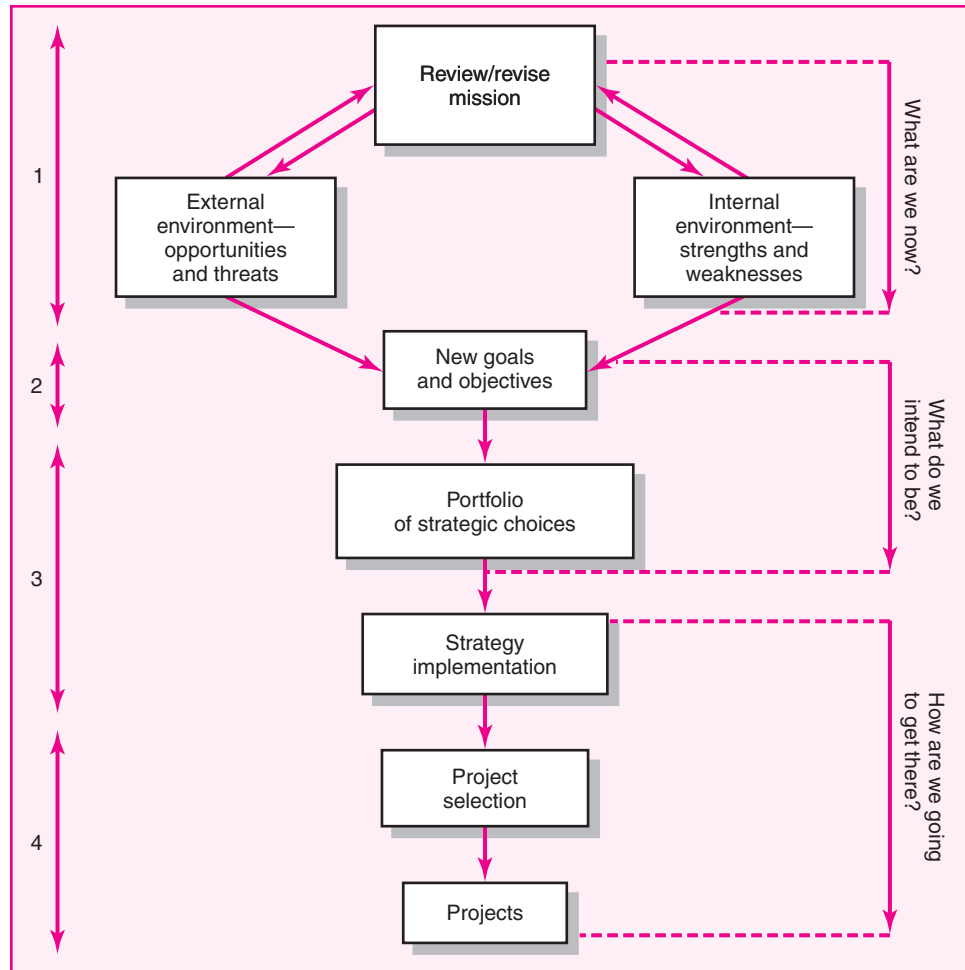 Review/revise
mission
What are we now?
1
External
environment—
opportunities
and threats
Internal
environment—
strengths and
weaknesses
2
New goals
and objectives
What do we
intend to be?
Portfolio
of strategic choices
3
Strategy
implementation
How are we going
to get there?
Project
selection
4
Projects